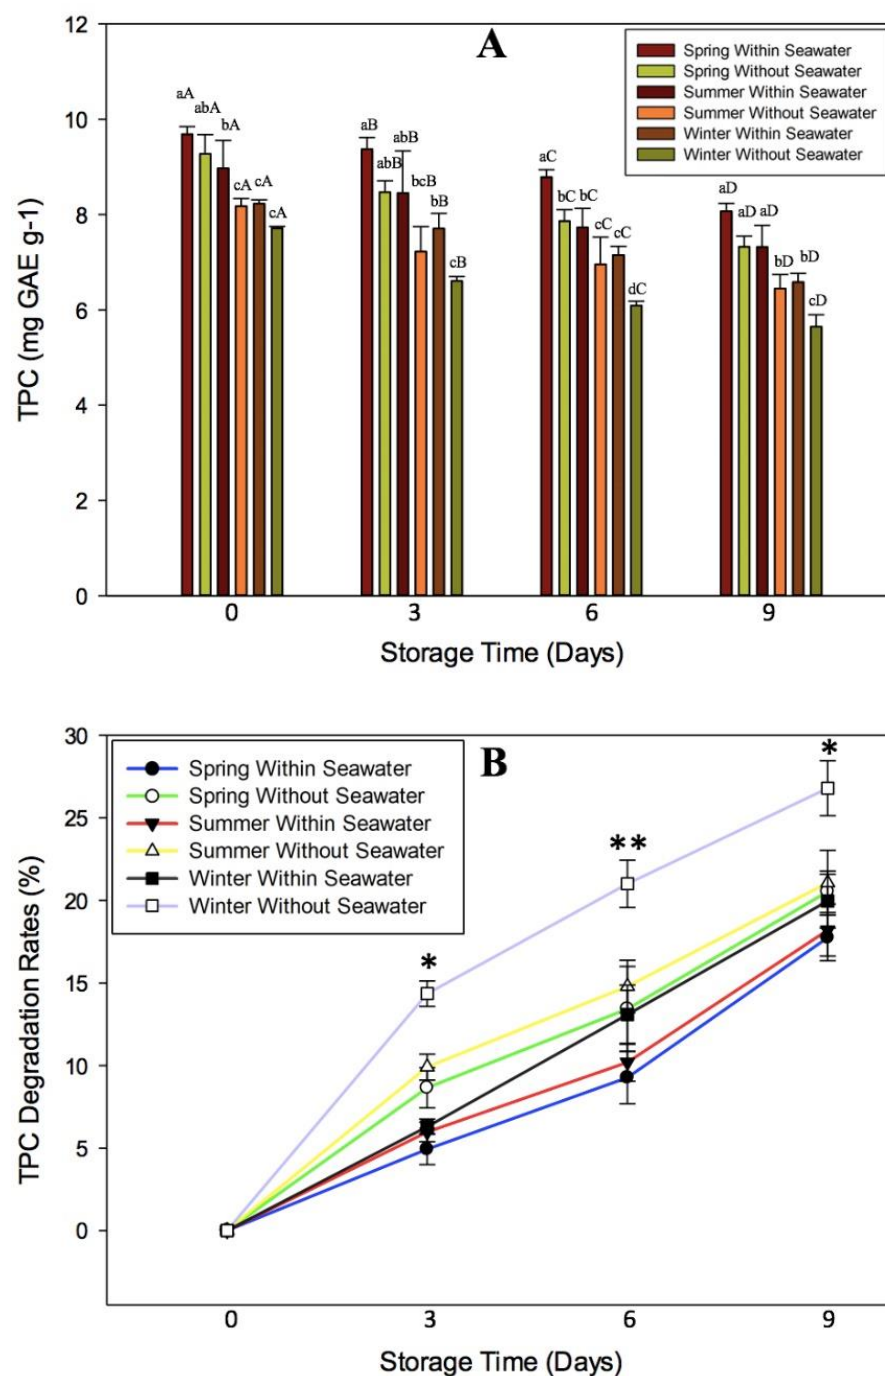 A
TPC (mg GAE g-1)
12
10
8
6
4
2
0
Spring Within Seawater
Spring Without Seawater
Summer Within Seawater
Summer Without Seawater
Winter Within Seawater
Winter Without Seawater
aA abA bA cA cA cA
aB abB abB bcB bB cB
aC bC bC cC cC dC
aD aD aD bD bD cD
0 3 6 9
Storage Time (Days)
B
TPC Degradation Rates (%)
30
25
20
15
10
5
0
Spring Within Seawater
Spring Without Seawater
Summer Within Seawater
Summer Without Seawater
Winter Within Seawater
Winter Without Seawater
* ** *
0 3 6 9
Storage Time (Days)